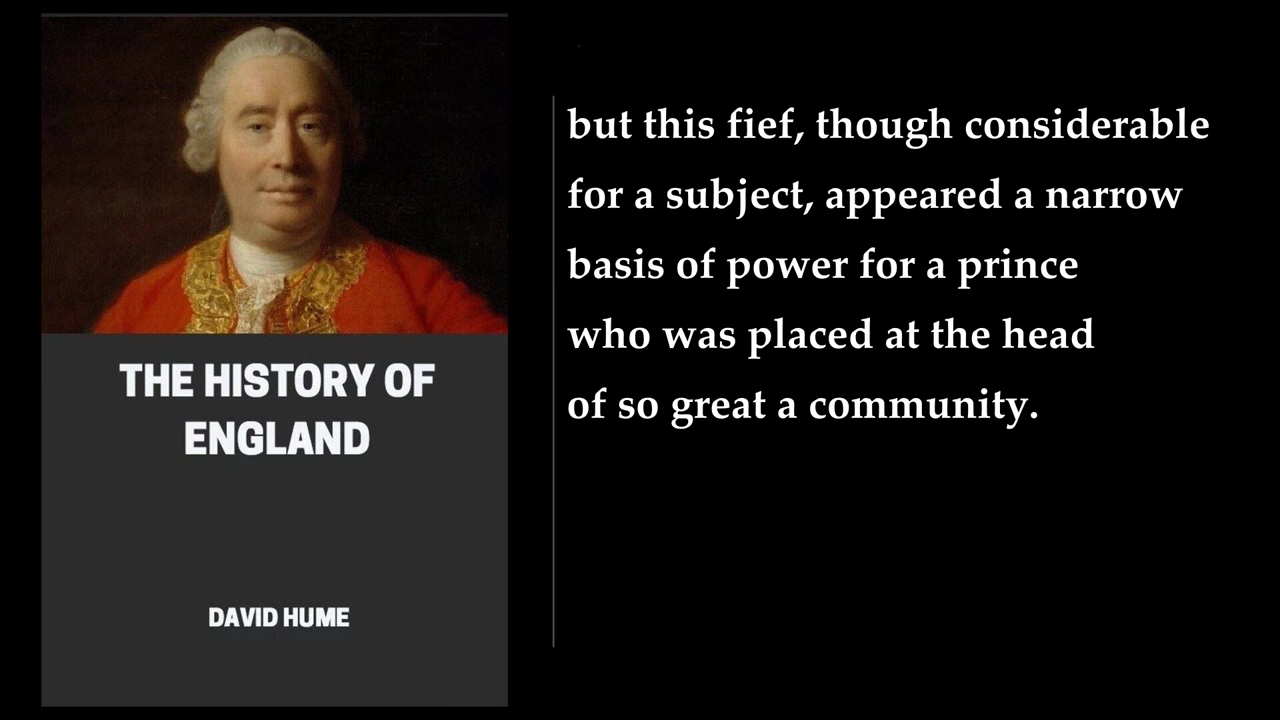 THE HISTORY OF
ENGLAND
DAVID HUME
but this fief, though considerable
for a subject, appeared a narrow
basis of power for a prince
who was placed at the head
of so great a community.